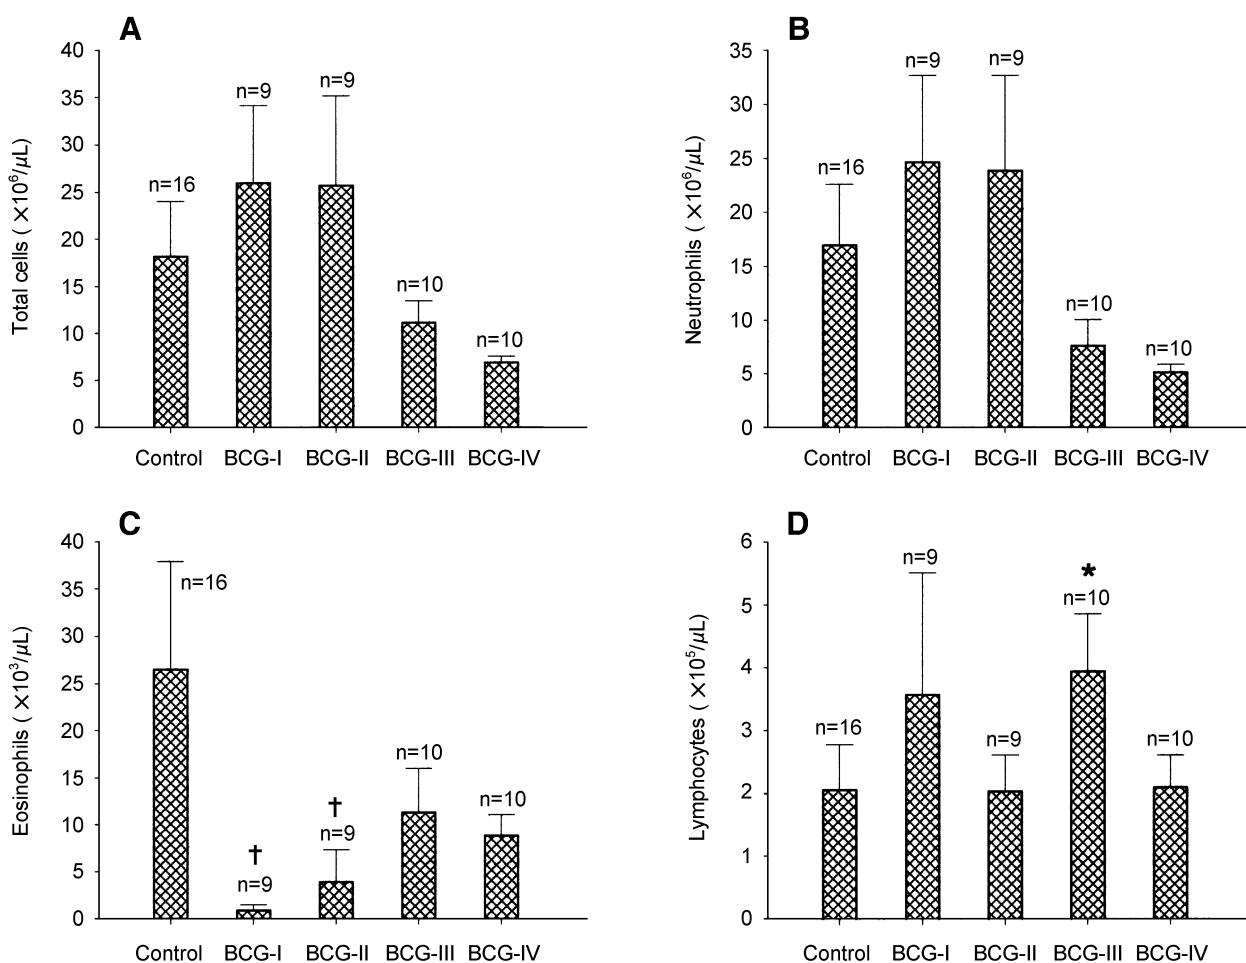 A
Total cells ( ×10⁶/μL)
40
35
30
25
20
15
10
5
0
n=16
n=9
n=9
n=10
n=10
Control BCG-I BCG-II BCG-III BCG-IV
B
Neutrophils ( ×10⁶/μL)
35
30
25
20
15
10
5
0
n=16
n=9
n=9
n=10
n=10
Control BCG-I BCG-II BCG-III BCG-IV
C
Eosinophils ( ×10³/μL)
40
35
30
25
20
15
10
5
0
n=16
†
n=9
†
n=9
n=10
n=10
Control BCG-I BCG-II BCG-III BCG-IV
D
Lymphocytes ( ×10⁵/μL)
6
5
4
3
2
1
0
n=16
n=9
n=9
*
n=10
n=10
Control BCG-I BCG-II BCG-III BCG-IV